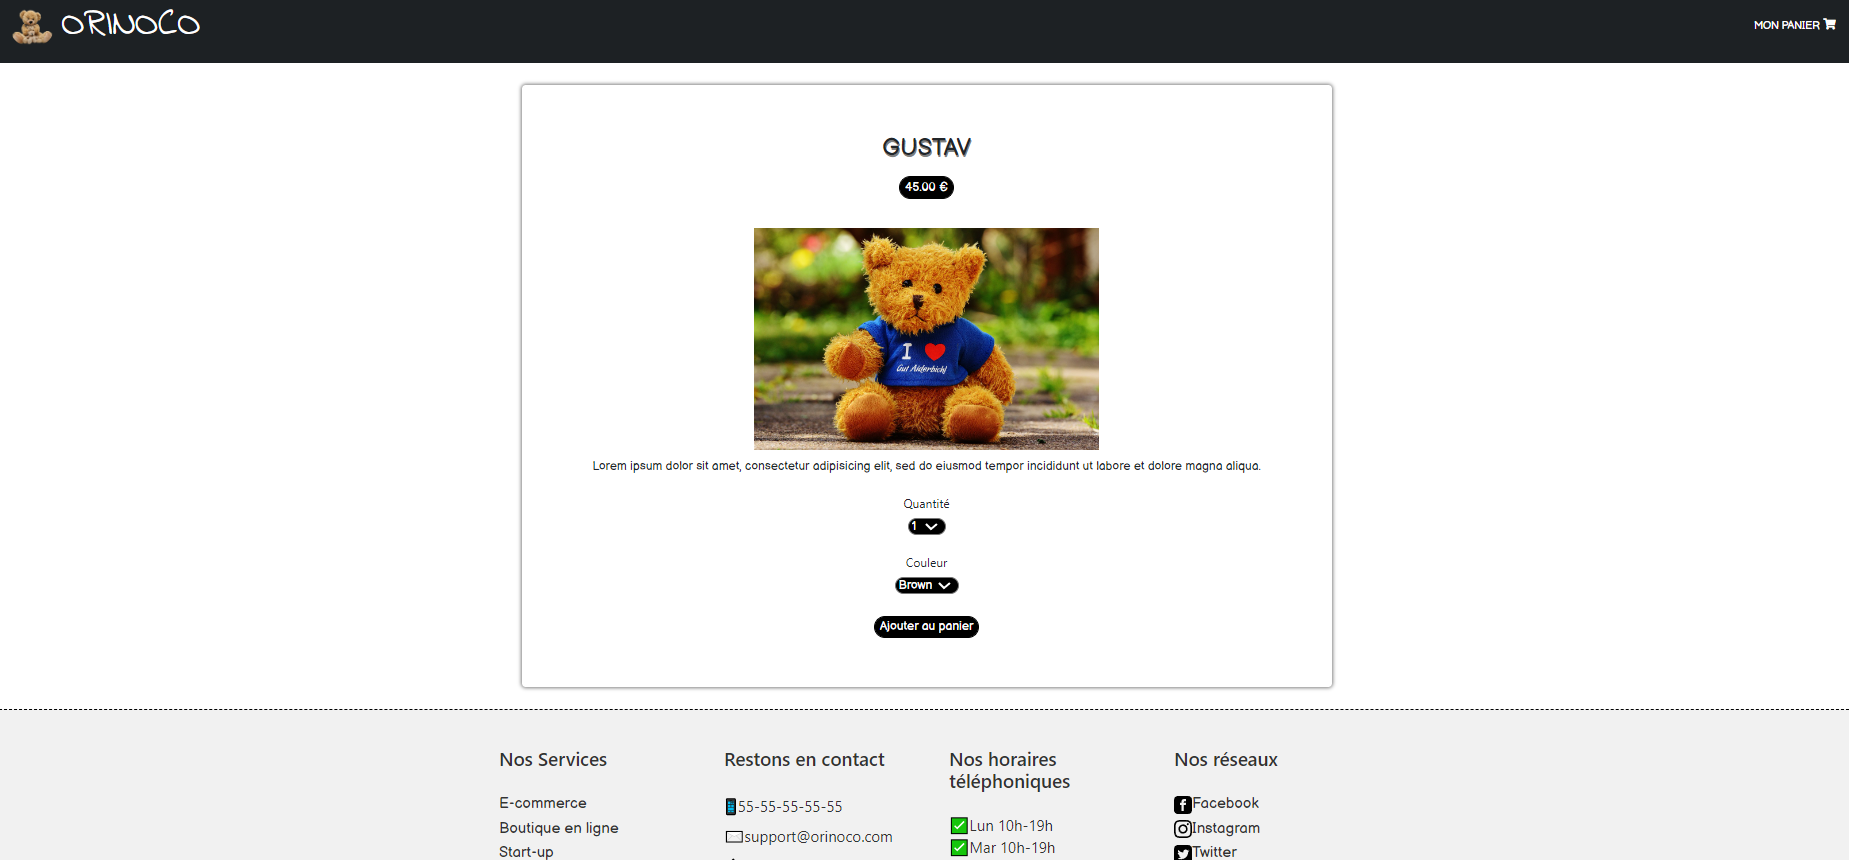 ORINOCO
MON PANIER
GUSTAV
45.00 €
I
Gut Aiderbichl
Lorem ipsum dolor sit amet, consectetur adipisicing elit, sed do eiusmod tempor incididunt ut labore et dolore magna aliqua.
Quantité
1
Couleur
Brown
Ajouter au panier
Nos Services
E-commerce
Boutique en ligne
Start-up
Restons en contact
55-55-55-55-55
support@orinoco.com
Nos horaires
téléphoniques
Lun 10h-19h
Mar 10h-19h
Nos réseaux
Facebook
Instagram
Twitter